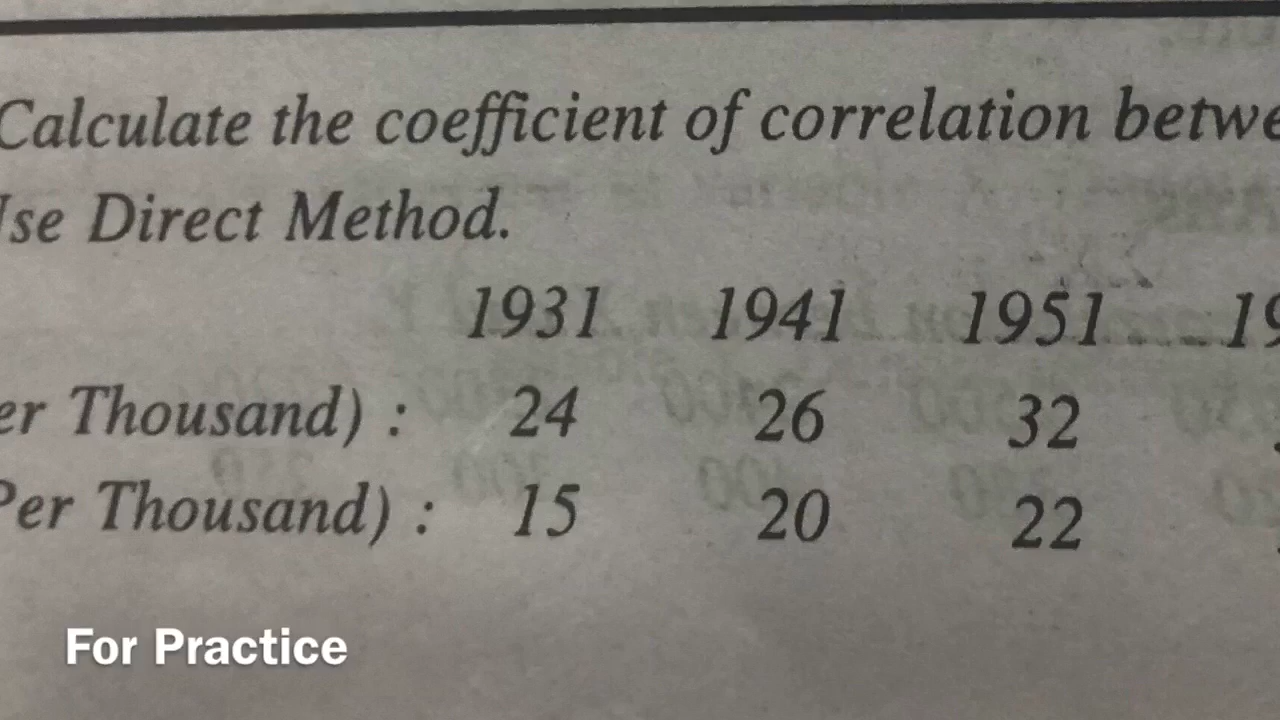 Calculate the coefficient of correlation betwe
se Direct Method.
1931 1941 1951 19
er Thousand) : 24 26 32
Per Thousand) : 15 20 22
For Practice